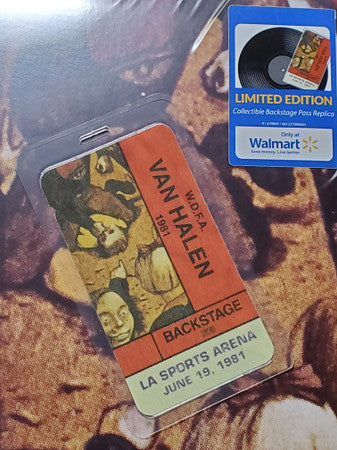 LIMITED EDITION
Collectible Backstage Pass Replica
Only at
Walmart
Save money. Live better.
W.D.F.A.
VAN HALEN
1981
BACKSTAGE
LA SPORTS ARENA
JUNE 19, 1981